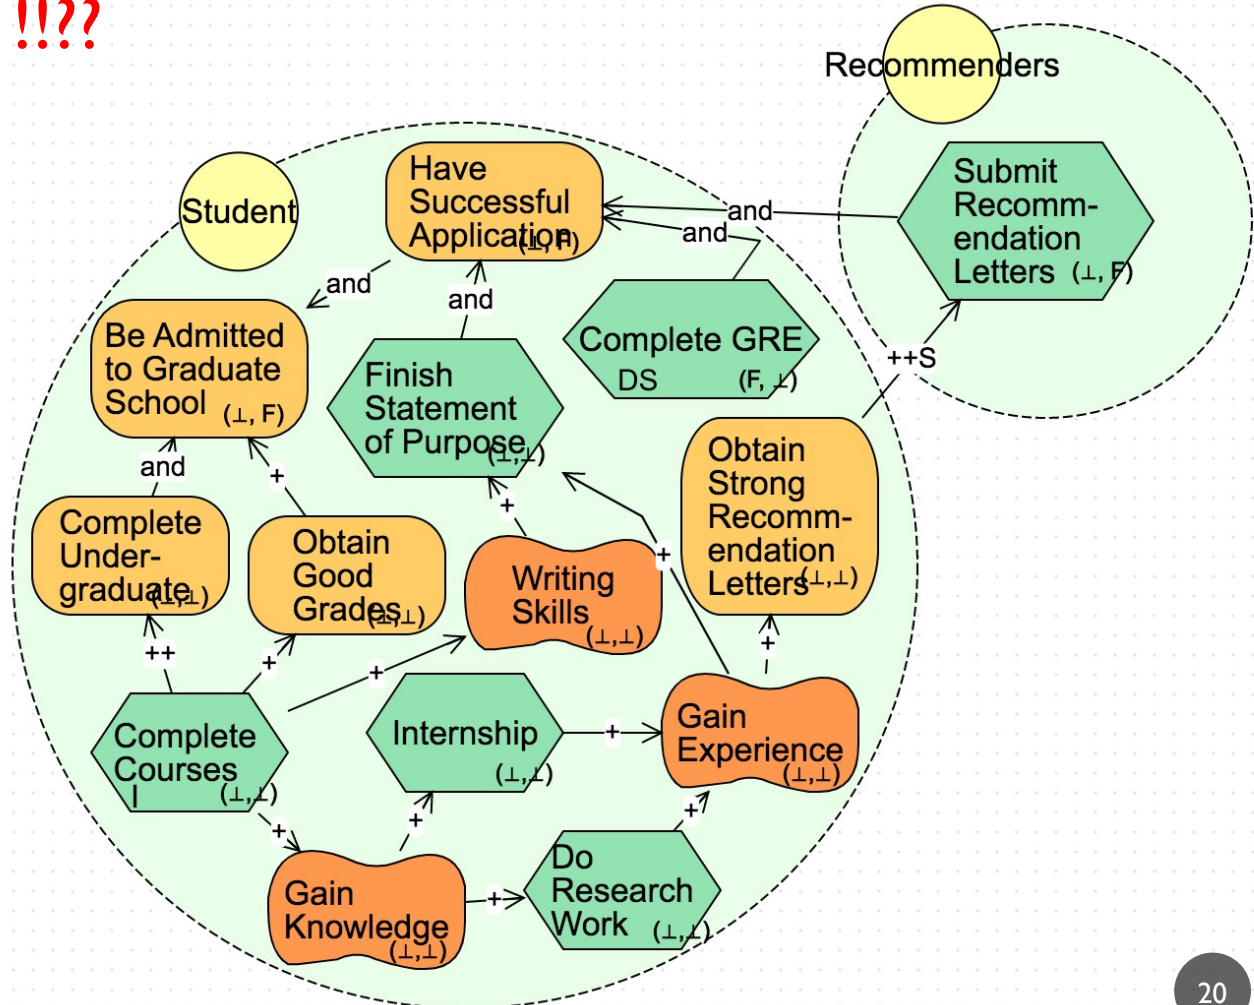 !!??
Recommenders
Submit
Recomm-
endation
Letters (⊥, F)
Student
Have
Successful
Application
(⊥, F)
and
and
and
and
Be Admitted
to Graduate
School (⊥, F)
Finish
Statement
of Purpose
(⊥,⊥)
Complete GRE
DS (F, ⊥)
++S
and
+
+
+
Obtain
Strong
Recomm-
endation
Letters
(⊥,⊥)
Complete
Under-
graduate
(⊥,⊥)
Obtain
Good
Grades
(⊥,⊥)
Writing
Skills
(⊥,⊥)
++
+
+
+
Complete
Courses
I (⊥,⊥)
Internship
(⊥,⊥)
+
Gain
Experience
(⊥,⊥)
+
+
+
Gain
Knowledge
(⊥,⊥)
+
Do
Research
Work (⊥,⊥)
20